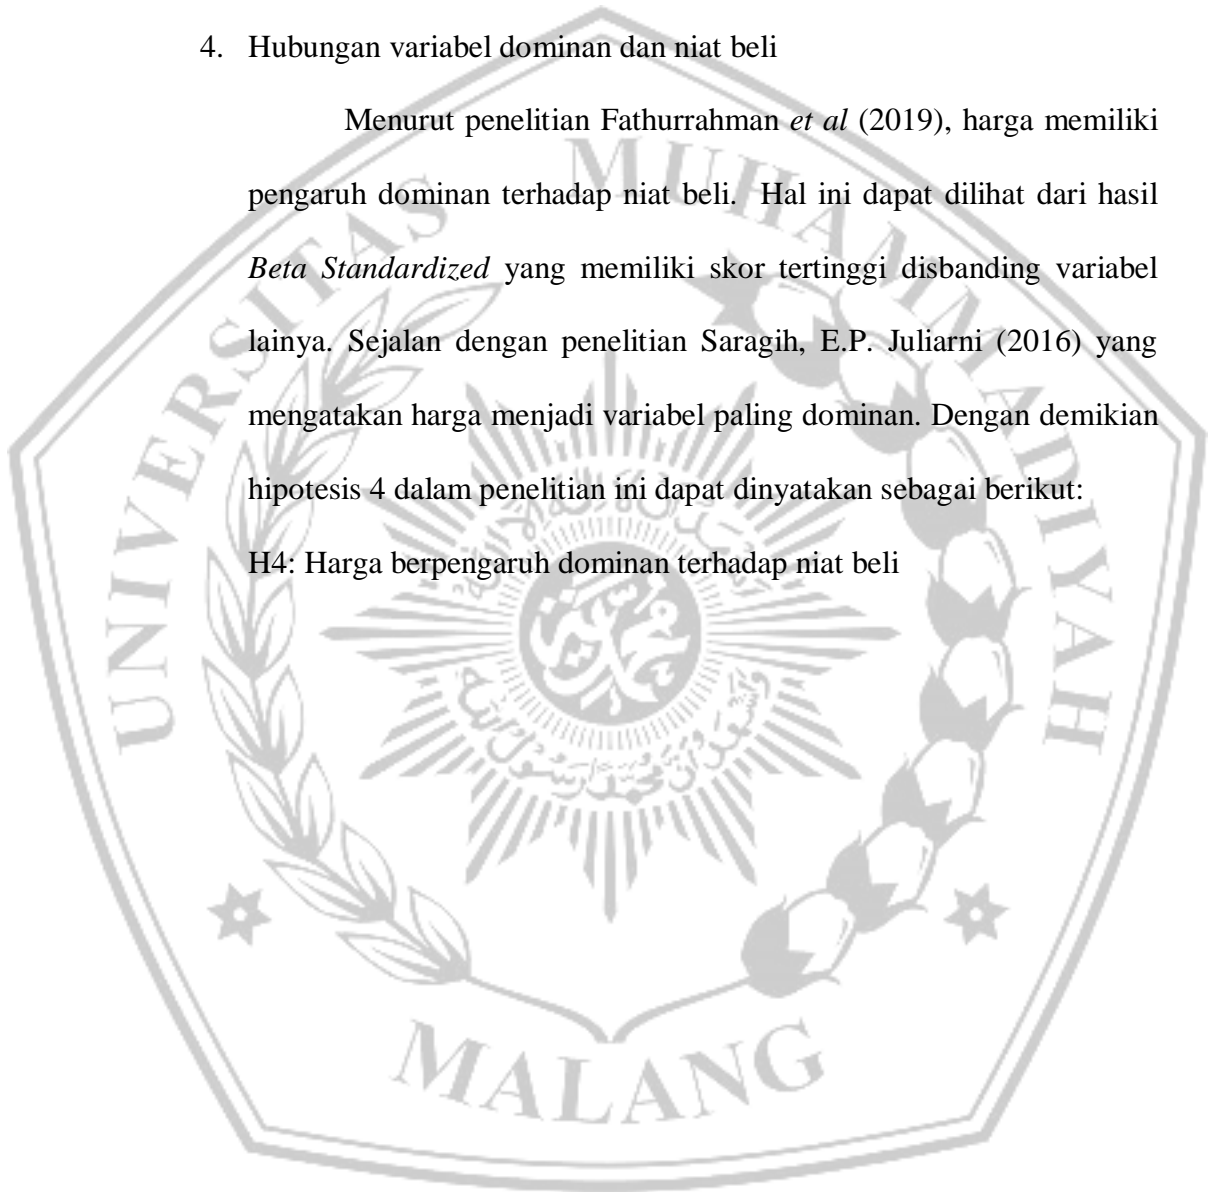 4. Hubungan variabel dominan dan niat beli
Menurut penelitian Fathurrahman et al (2019), harga memiliki
pengaruh dominan terhadap niat beli. Hal ini dapat dilihat dari hasil
Beta Standardized yang memiliki skor tertinggi disbanding variabel
lainya. Sejalan dengan penelitian Saragih, E.P. Juliarni (2016) yang
mengatakan harga menjadi variabel paling dominan. Dengan demikian
hipotesis 4 dalam penelitian ini dapat dinyatakan sebagai berikut:
H4: Harga berpengaruh dominan terhadap niat beli
UNIVERSITAS MUHAMMADIYAH
MALANG